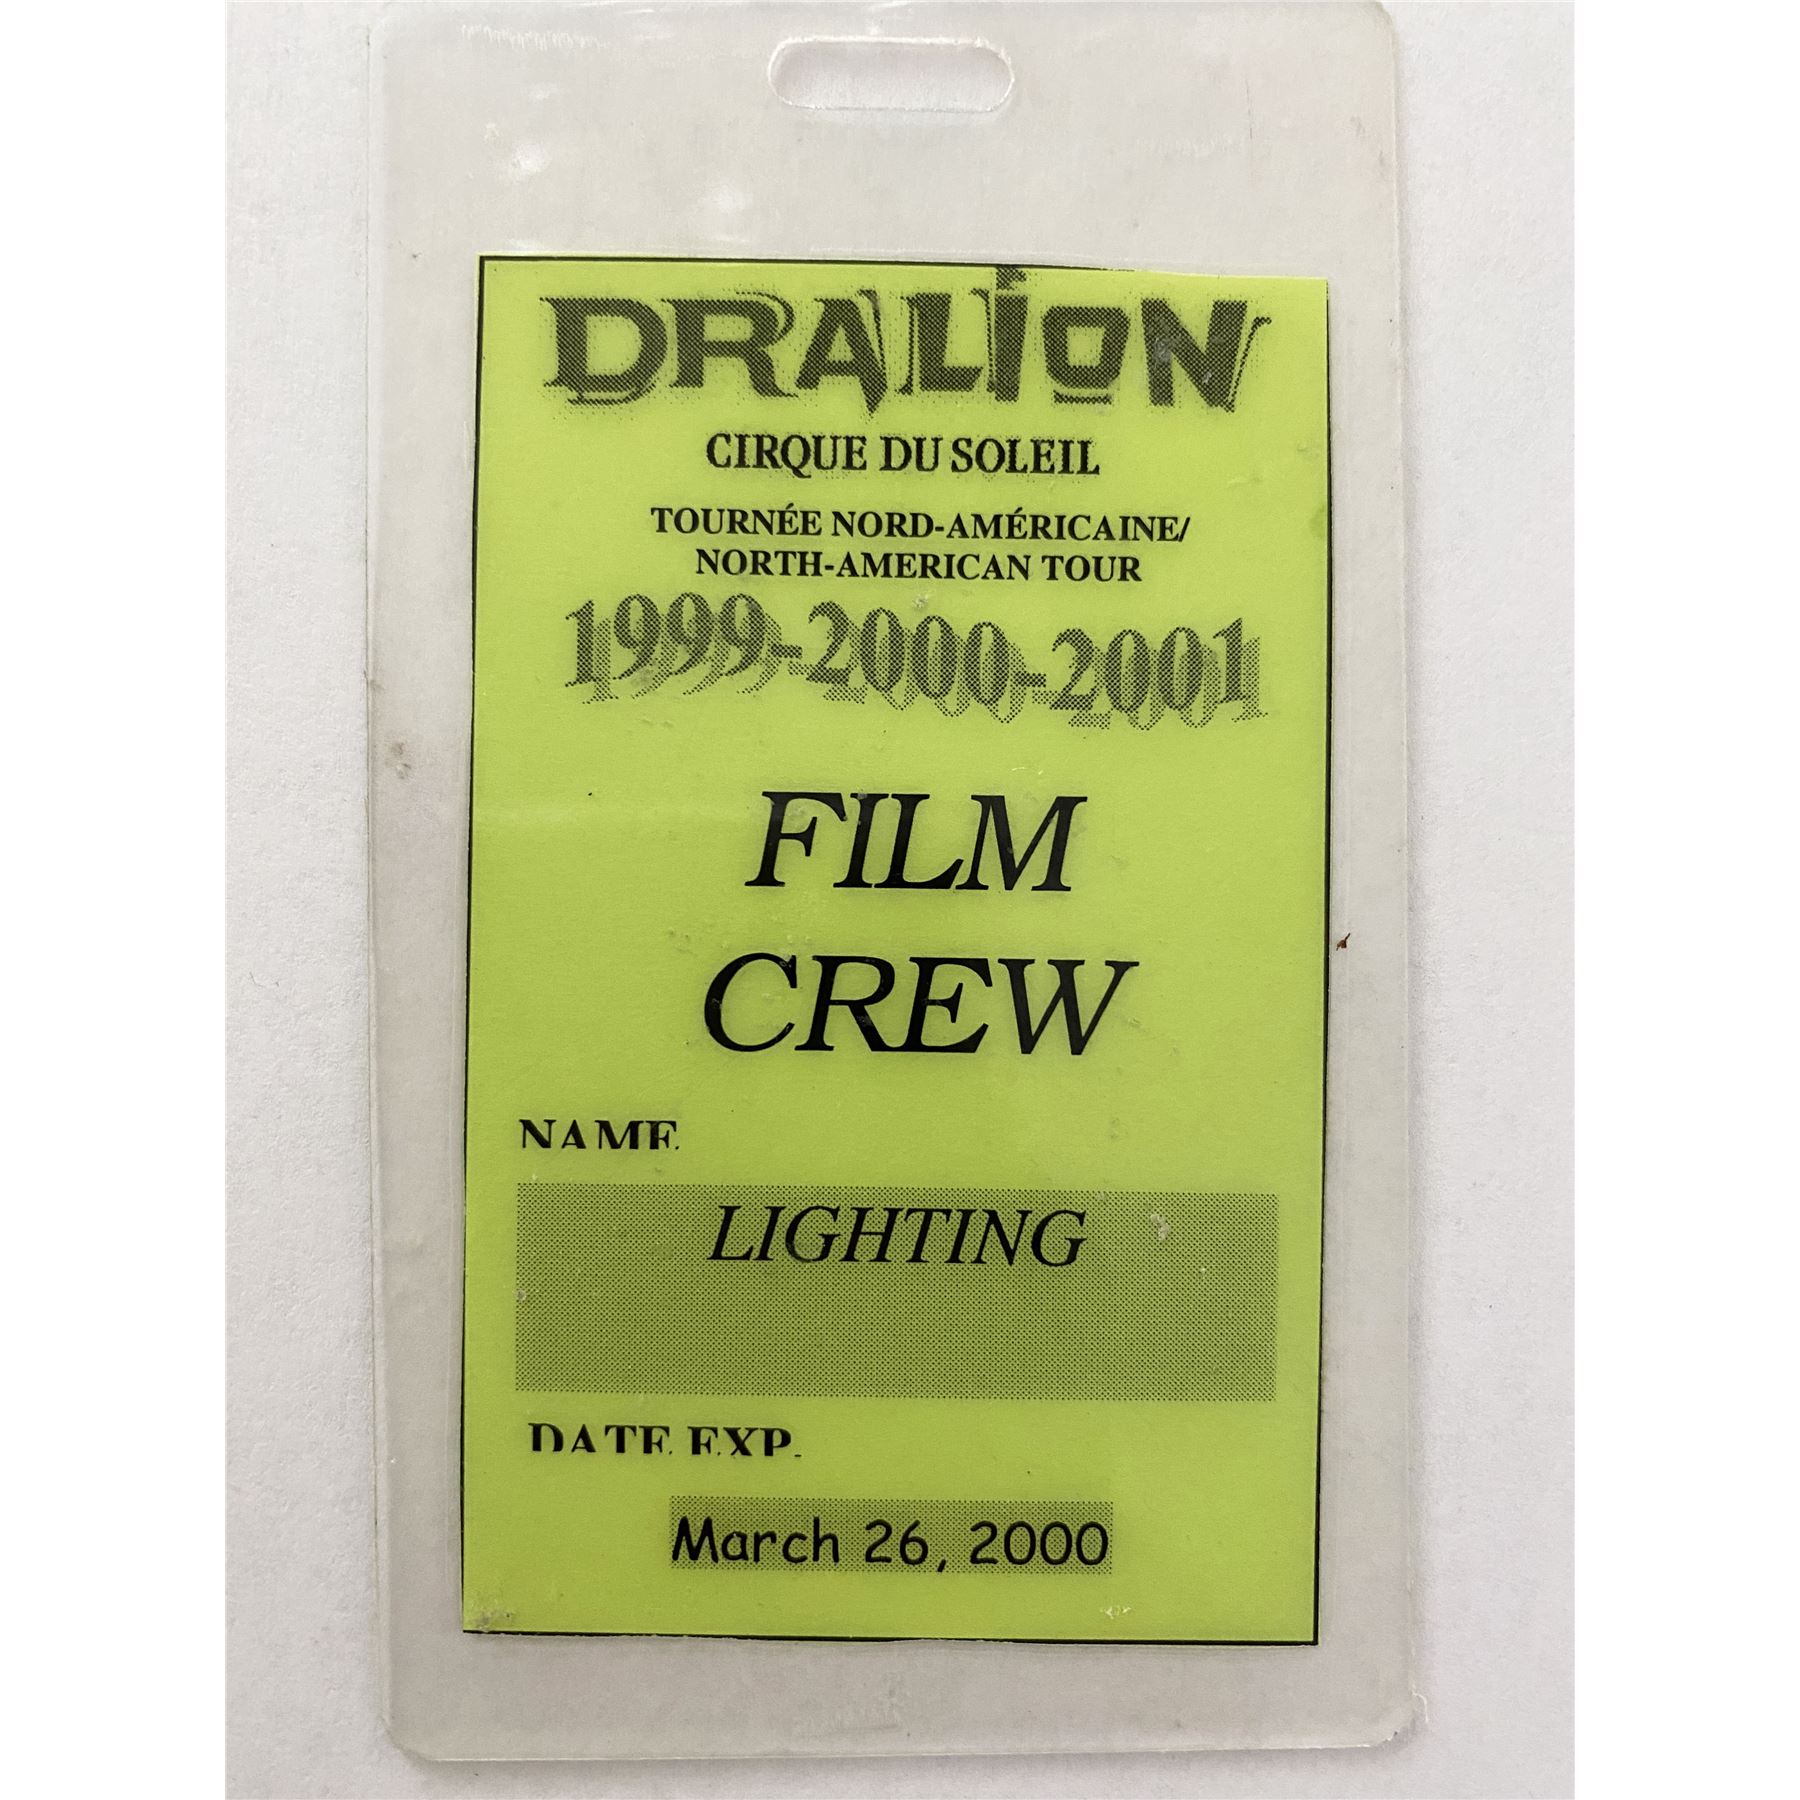 DRALiON
CIRQUE DU SOLEIL
TOURNÉE NORD-AMÉRICAINE/
NORTH-AMERICAN TOUR
1999-2000-2001
FILM
CREW
NAME
LIGHTING
DATE EXP.
March 26, 2000